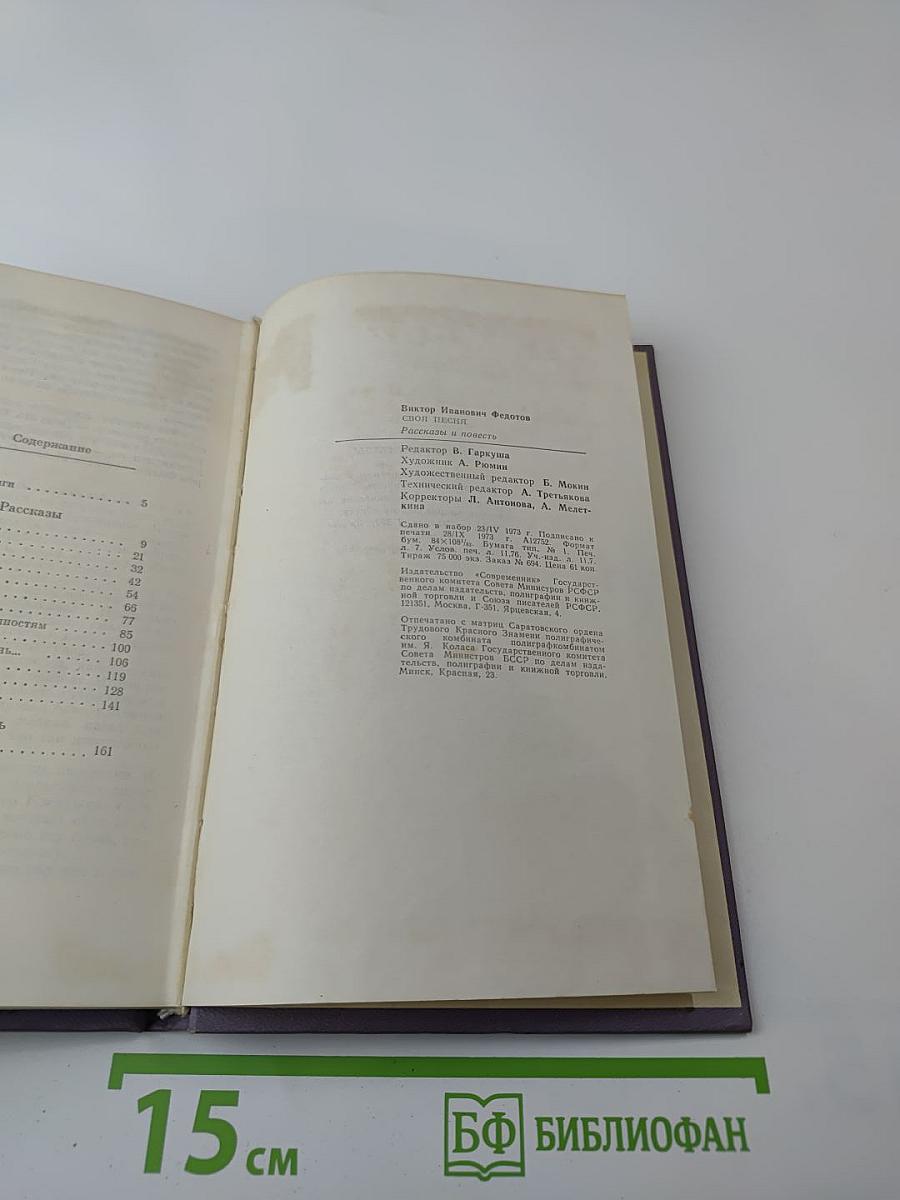 Содержание
5
Рассказы
9
21
32
42
54
66
77
85
100
106
119
128
141
161
Виктор Иванович Федотов
СВОЯ ПЕСНЯ
Рассказы и повесть
Редактор В. Гаркуша
Художник А. Рюмин
Художественный редактор Б. Мокин
Технический редактор А. Третьякова
Корректоры Л. Антонова, А. Мелет-
кина
Сдано в набор 23/IV 1973 г. Подписано к
печати 28/IX 1973 г. А12752. Формат
бум. 84×108¹/₃₂. Бумага тип. № 1. Печ.
л. 7. Услов. печ. л. 11,76. Уч.-изд. л. 11,7.
Тираж 75 000 экз. Заказ № 694. Цена 61 коп.
Издательство «Современник» Государст-
венного комитета Совета Министров РСФСР
по делам издательств, полиграфии и книж-
ной торговли и Союза писателей РСФСР.
121351, Москва, Г-351, Ярцевская, 4.
Отпечатано с матриц Саратовского ордена
Трудового Красного Знамени полиграфиче-
ского комбината полиграфкомбинатом
им. Я. Коласа Государственного комитета
Совета Министров БССР по делам изда-
тельств, полиграфии и книжной торговли.
Минск, Красная, 23.
15 см
БФ БИБЛИОФАН